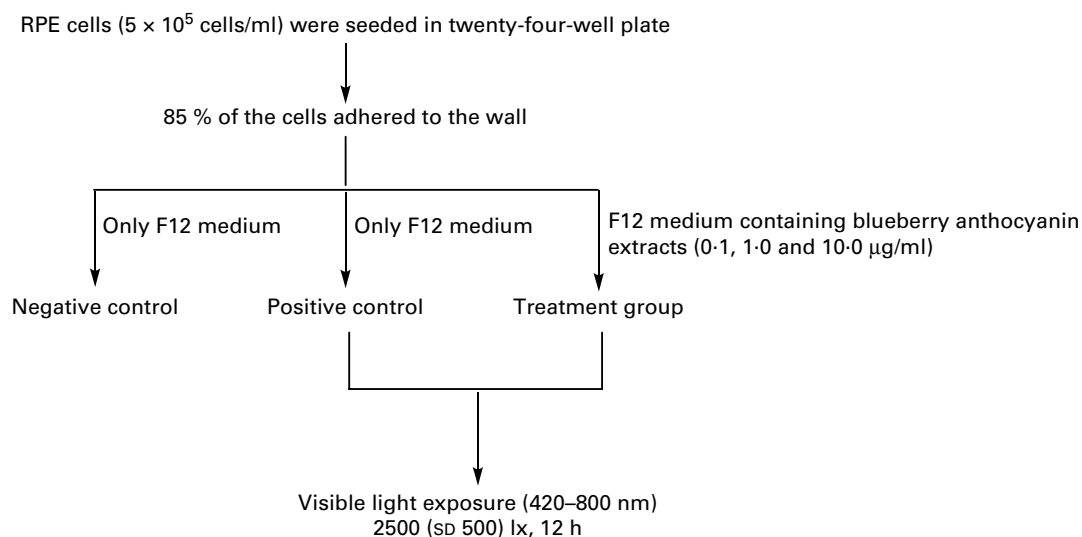 RPE cells (5 × 10⁵ cells/ml) were seeded in twenty-four-well plate
85 % of the cells adhered to the wall
Only F12 medium
Only F12 medium
F12 medium containing blueberry anthocyanin
extracts (0·1, 1·0 and 10·0 μg/ml)
Negative control
Positive control
Treatment group
Visible light exposure (420–800 nm)
2500 (SD 500) lx, 12 h